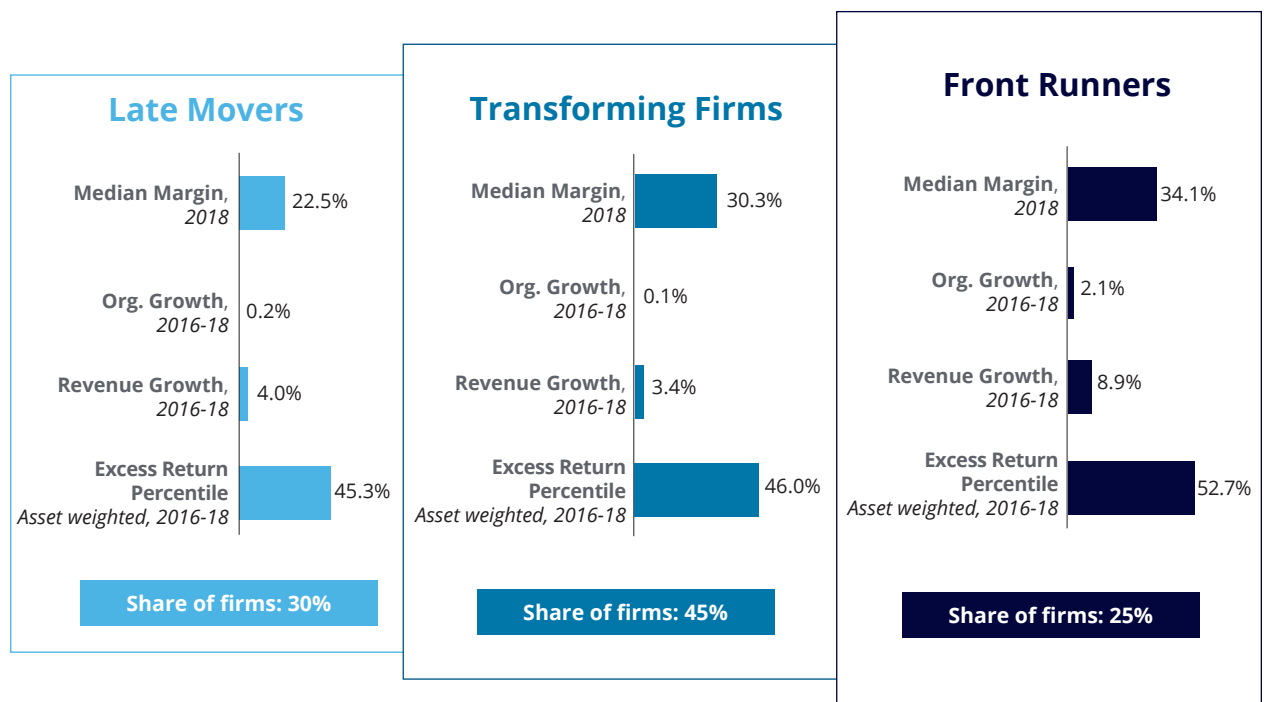 Late Movers
Median Margin,
2018
22.5%
Org. Growth,
2016-18
0.2%
Revenue Growth,
2016-18
4.0%
Excess Return
Percentile
Asset weighted, 2016-18
45.3%
Share of firms: 30%
Transforming Firms
Median Margin,
2018
30.3%
Org. Growth,
2016-18
0.1%
Revenue Growth,
2016-18
3.4%
Excess Return
Percentile
Asset weighted, 2016-18
46.0%
Share of firms: 45%
Front Runners
Median Margin,
2018
34.1%
Org. Growth,
2016-18
2.1%
Revenue Growth,
2016-18
8.9%
Excess Return
Percentile
Asset weighted, 2016-18
52.7%
Share of firms: 25%